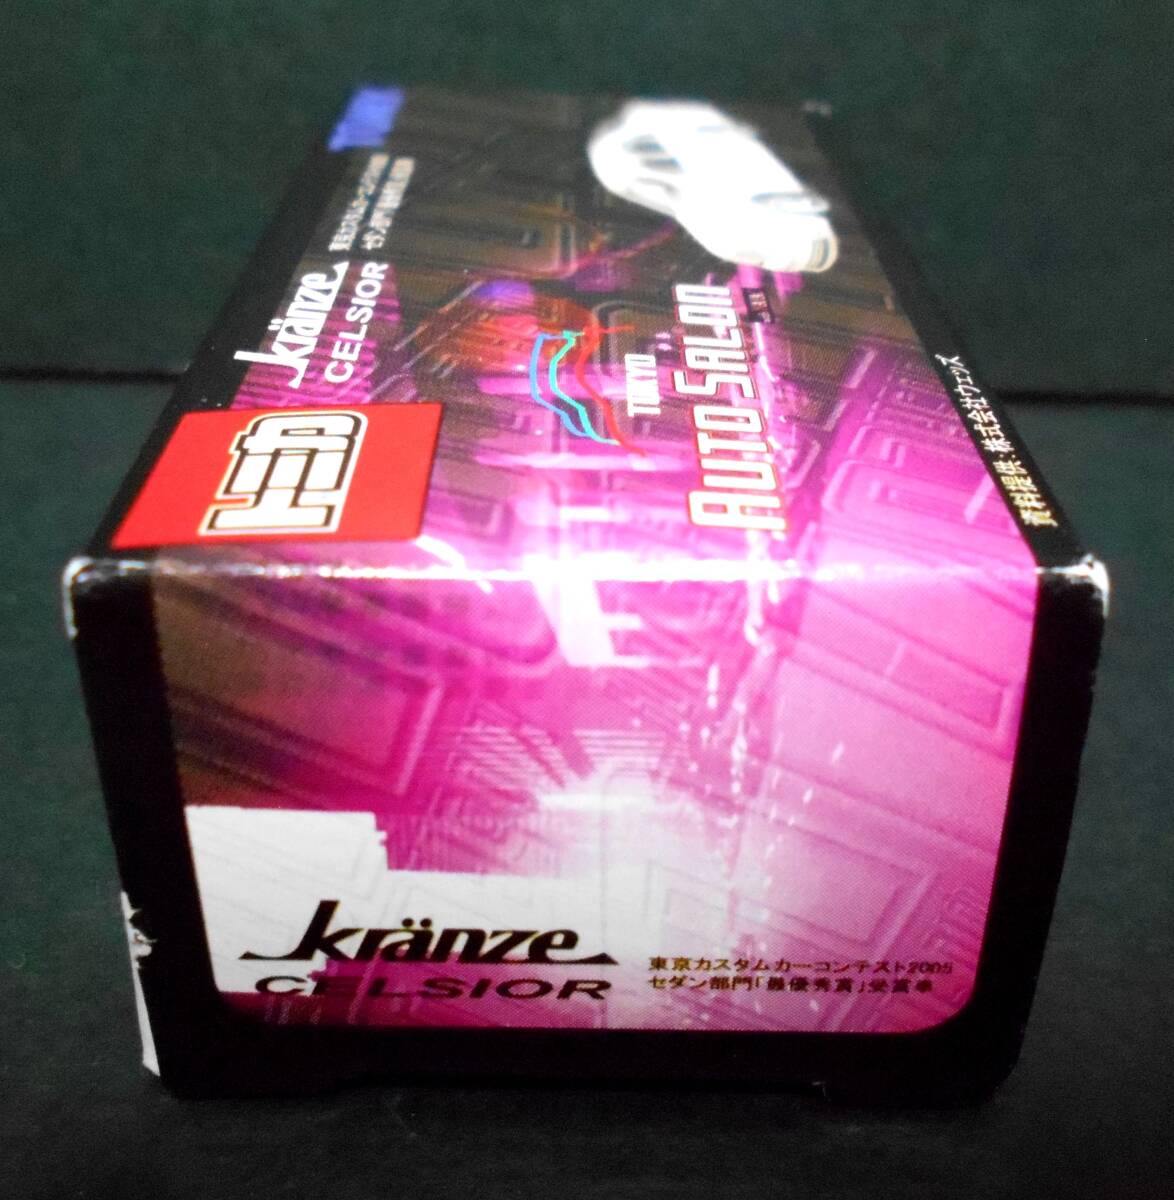 トミカ
kränze
CELSIOR
TOKYO
AUTO SALON
資料提供:株式会社ウェッズ
kränze
CELSIOR
東京カスタムカーコンテスト2005
セダン部門「最優秀賞」受賞車